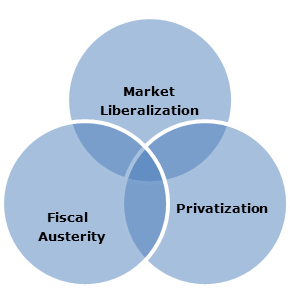 Market
Liberalization
Fiscal
Austerity
Privatization